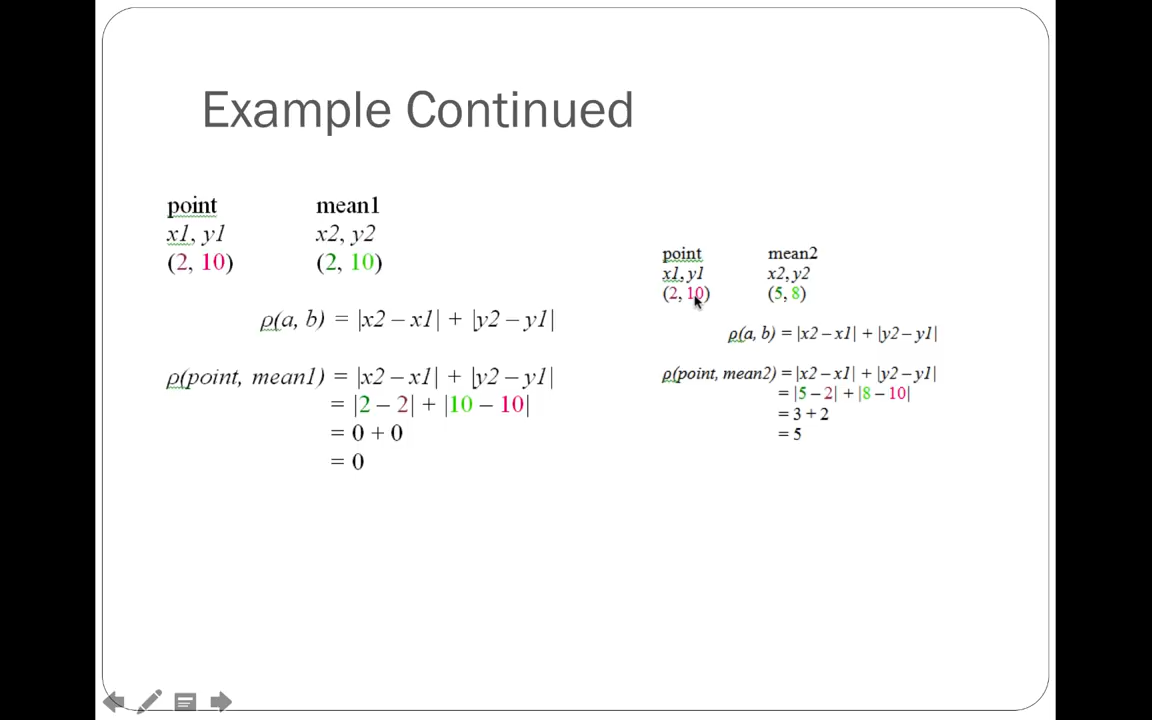 Example Continued
point mean1
x1, y1 x2, y2
(2, 10) (2, 10)
ρ(a, b) = |x2 – x1| + |y2 – y1|
ρ(point, mean1) = |x2 – x1| + |y2 – y1|
= |2 – 2| + |10 – 10|
= 0 + 0
= 0
point mean2
x1, y1 x2, y2
(2, 10) (5, 8)
ρ(a, b) = |x2 – x1| + |y2 – y1|
ρ(point, mean2) = |x2 – x1| + |y2 – y1|
= |5 – 2| + |8 – 10|
= 3 + 2
= 5